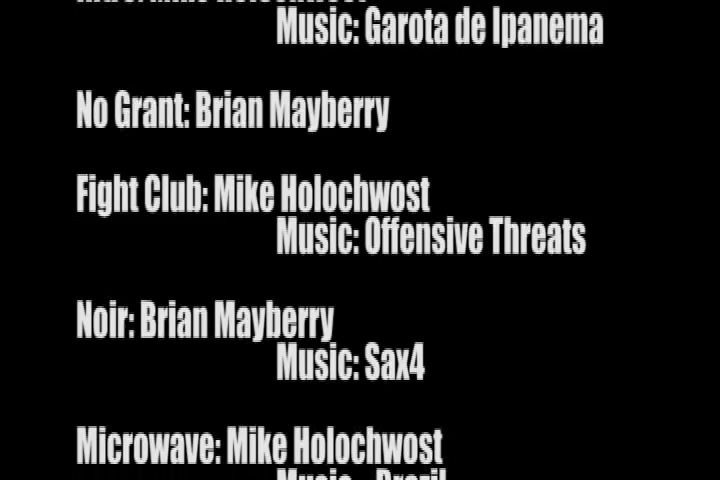 Music: Garota de Ipanema
No Grant: Brian Mayberry
Fight Club: Mike Holochwost
Music: Offensive Threats
Noir: Brian Mayberry
Music: Sax4
Microwave: Mike Holochwost